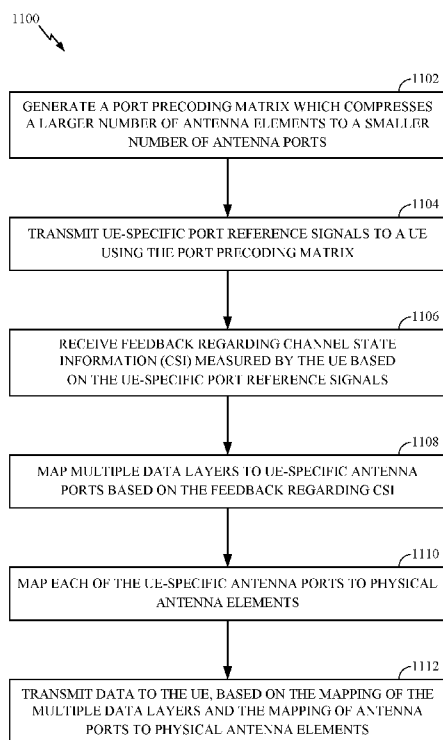 1100
1102
GENERATE A PORT PRECODING MATRIX WHICH COMPRESSES
A LARGER NUMBER OF ANTENNA ELEMENTS TO A SMALLER
NUMBER OF ANTENNA PORTS
1104
TRANSMIT UE-SPECIFIC PORT REFERENCE SIGNALS TO A UE
USING THE PORT PRECODING MATRIX
1106
RECEIVE FEEDBACK REGARDING CHANNEL STATE
INFORMATION (CSI) MEASURED BY THE UE BASED
ON THE UE-SPECIFIC PORT REFERENCE SIGNALS
1108
MAP MULTIPLE DATA LAYERS TO UE-SPECIFIC ANTENNA
PORTS BASED ON THE FEEDBACK REGARDING CSI
1110
MAP EACH OF THE UE-SPECIFIC ANTENNA PORTS TO PHYSICAL
ANTENNA ELEMENTS
1112
TRANSMIT DATA TO THE UE, BASED ON THE MAPPING OF THE
MULTIPLE DATA LAYERS AND THE MAPPING OF ANTENNA
PORTS TO PHYSICAL ANTENNA ELEMENTS